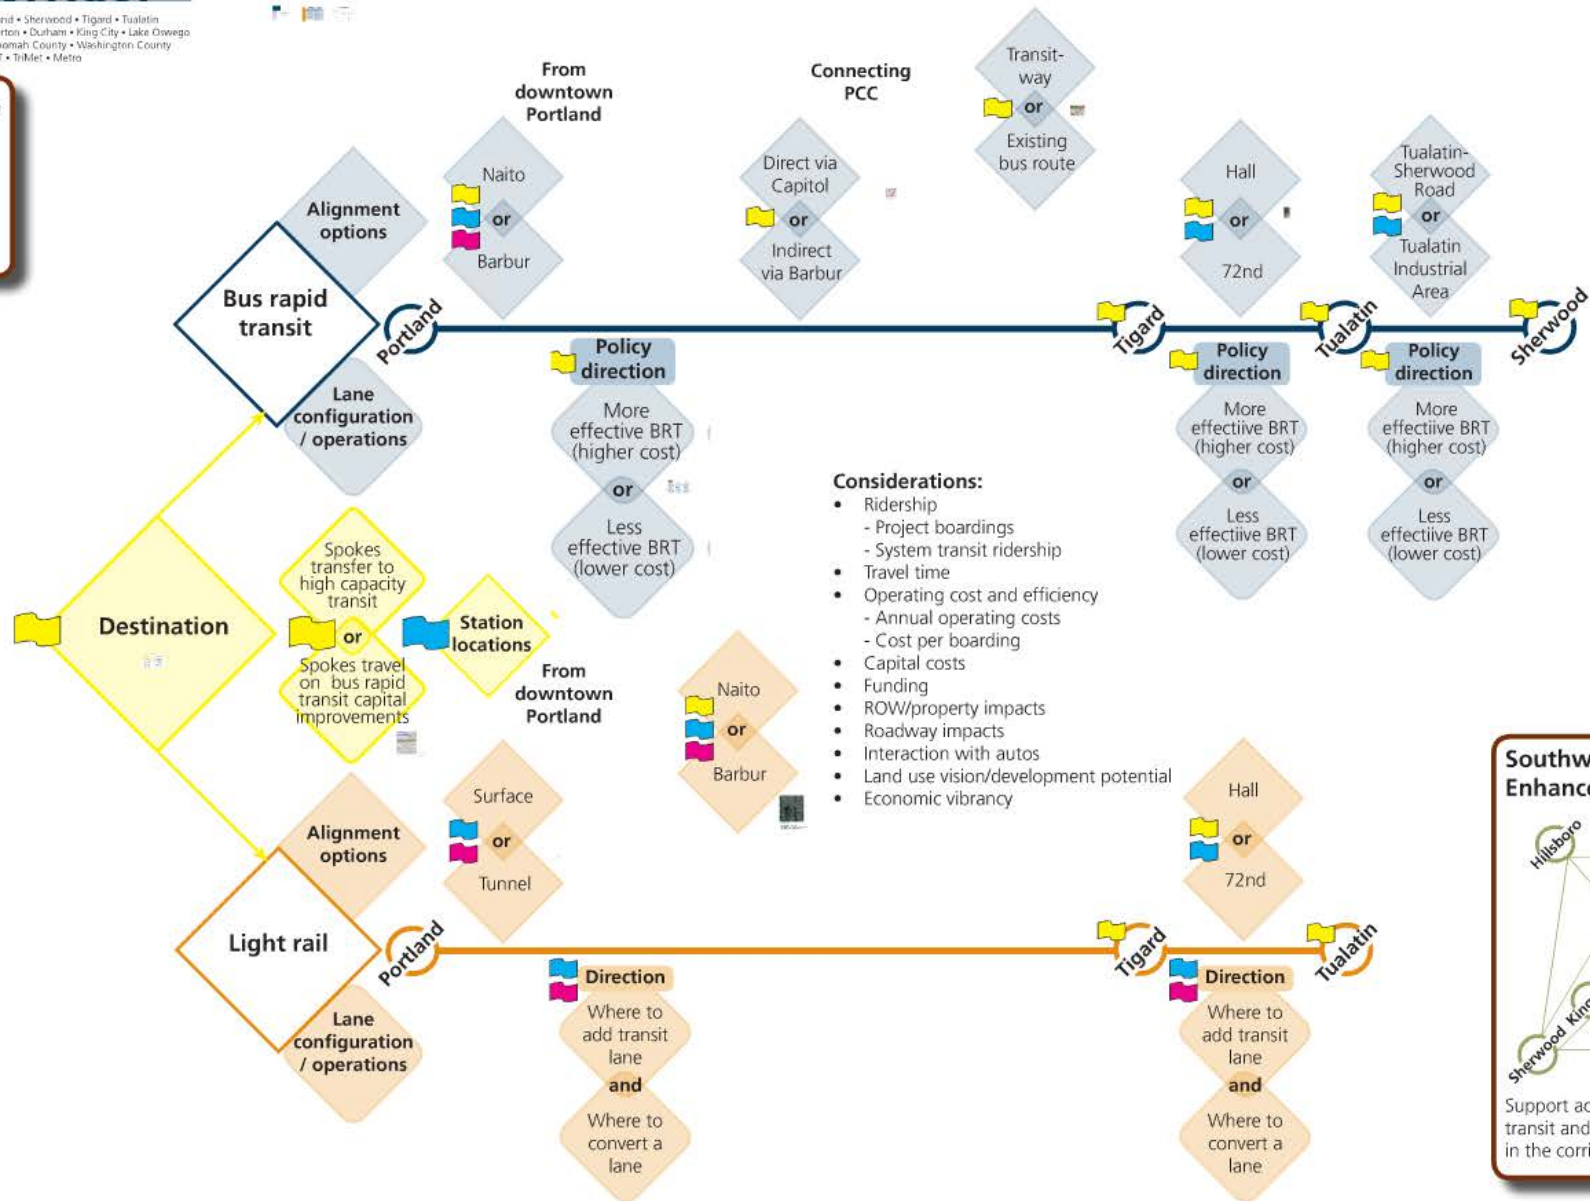 • Sherwood • Tigard • Tualatin
• Durham • King City • Lake Oswego
County • Washington County
• TriMet • Metro
From
downtown
Portland
Connecting
PCC
Transit-
way
or
Existing
bus route
Alignment
options
Naito
or
Barbur
Direct via
Capitol
or
Indirect
via Barbur
Hall
or
72nd
Tualatin-
Sherwood
Road
or
Tualatin
Industrial
Area
Bus rapid
transit
Portland
Tigard
Tualatin
Sherwood
Lane
configuration
/ operations
Policy
direction
More
effective BRT
(higher cost)
or
Less
effective BRT
(lower cost)
Policy
direction
More
effectiive BRT
(higher cost)
or
Less
effectiive BRT
(lower cost)
Policy
direction
More
effectiive BRT
(higher cost)
or
Less
effectiive BRT
(lower cost)
Destination
Spokes
transfer to
high capacity
transit
or
Spokes travel
on bus rapid
transit capital
improvements
Station
locations
Considerations:
• Ridership
- Project boardings
- System transit ridership
• Travel time
• Operating cost and efficiency
- Annual operating costs
- Cost per boarding
• Capital costs
• Funding
• ROW/property impacts
• Roadway impacts
• Interaction with autos
• Land use vision/development potential
• Economic vibrancy
From
downtown
Portland
Naito
or
Barbur
Alignment
options
Surface
or
Tunnel
Hall
or
72nd
Light rail
Portland
Tigard
Tualatin
Lane
configuration
/ operations
Direction
Where to
add transit
lane
and
Where to
convert a
lane
Direction
Where to
add transit
lane
and
Where to
convert a
lane
Southw
Enhance
Hillsboro
King
Sherwood
Support
transit and
in the